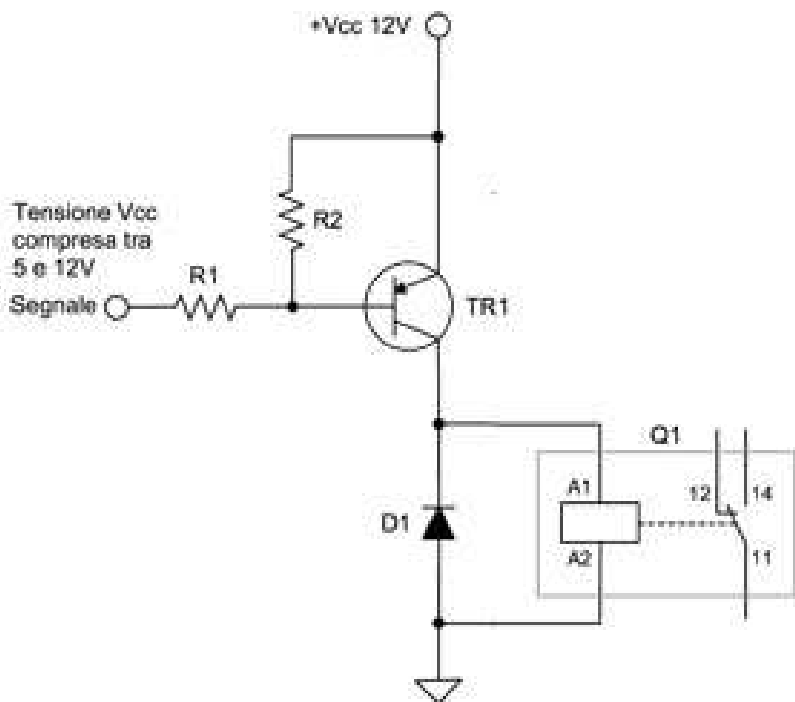 +Vcc 12V
R2
Tensione Vcc
compresa tra
5 e 12V
Segnale
R1
TR1
Q1
A1
12
14
D1
A2
11